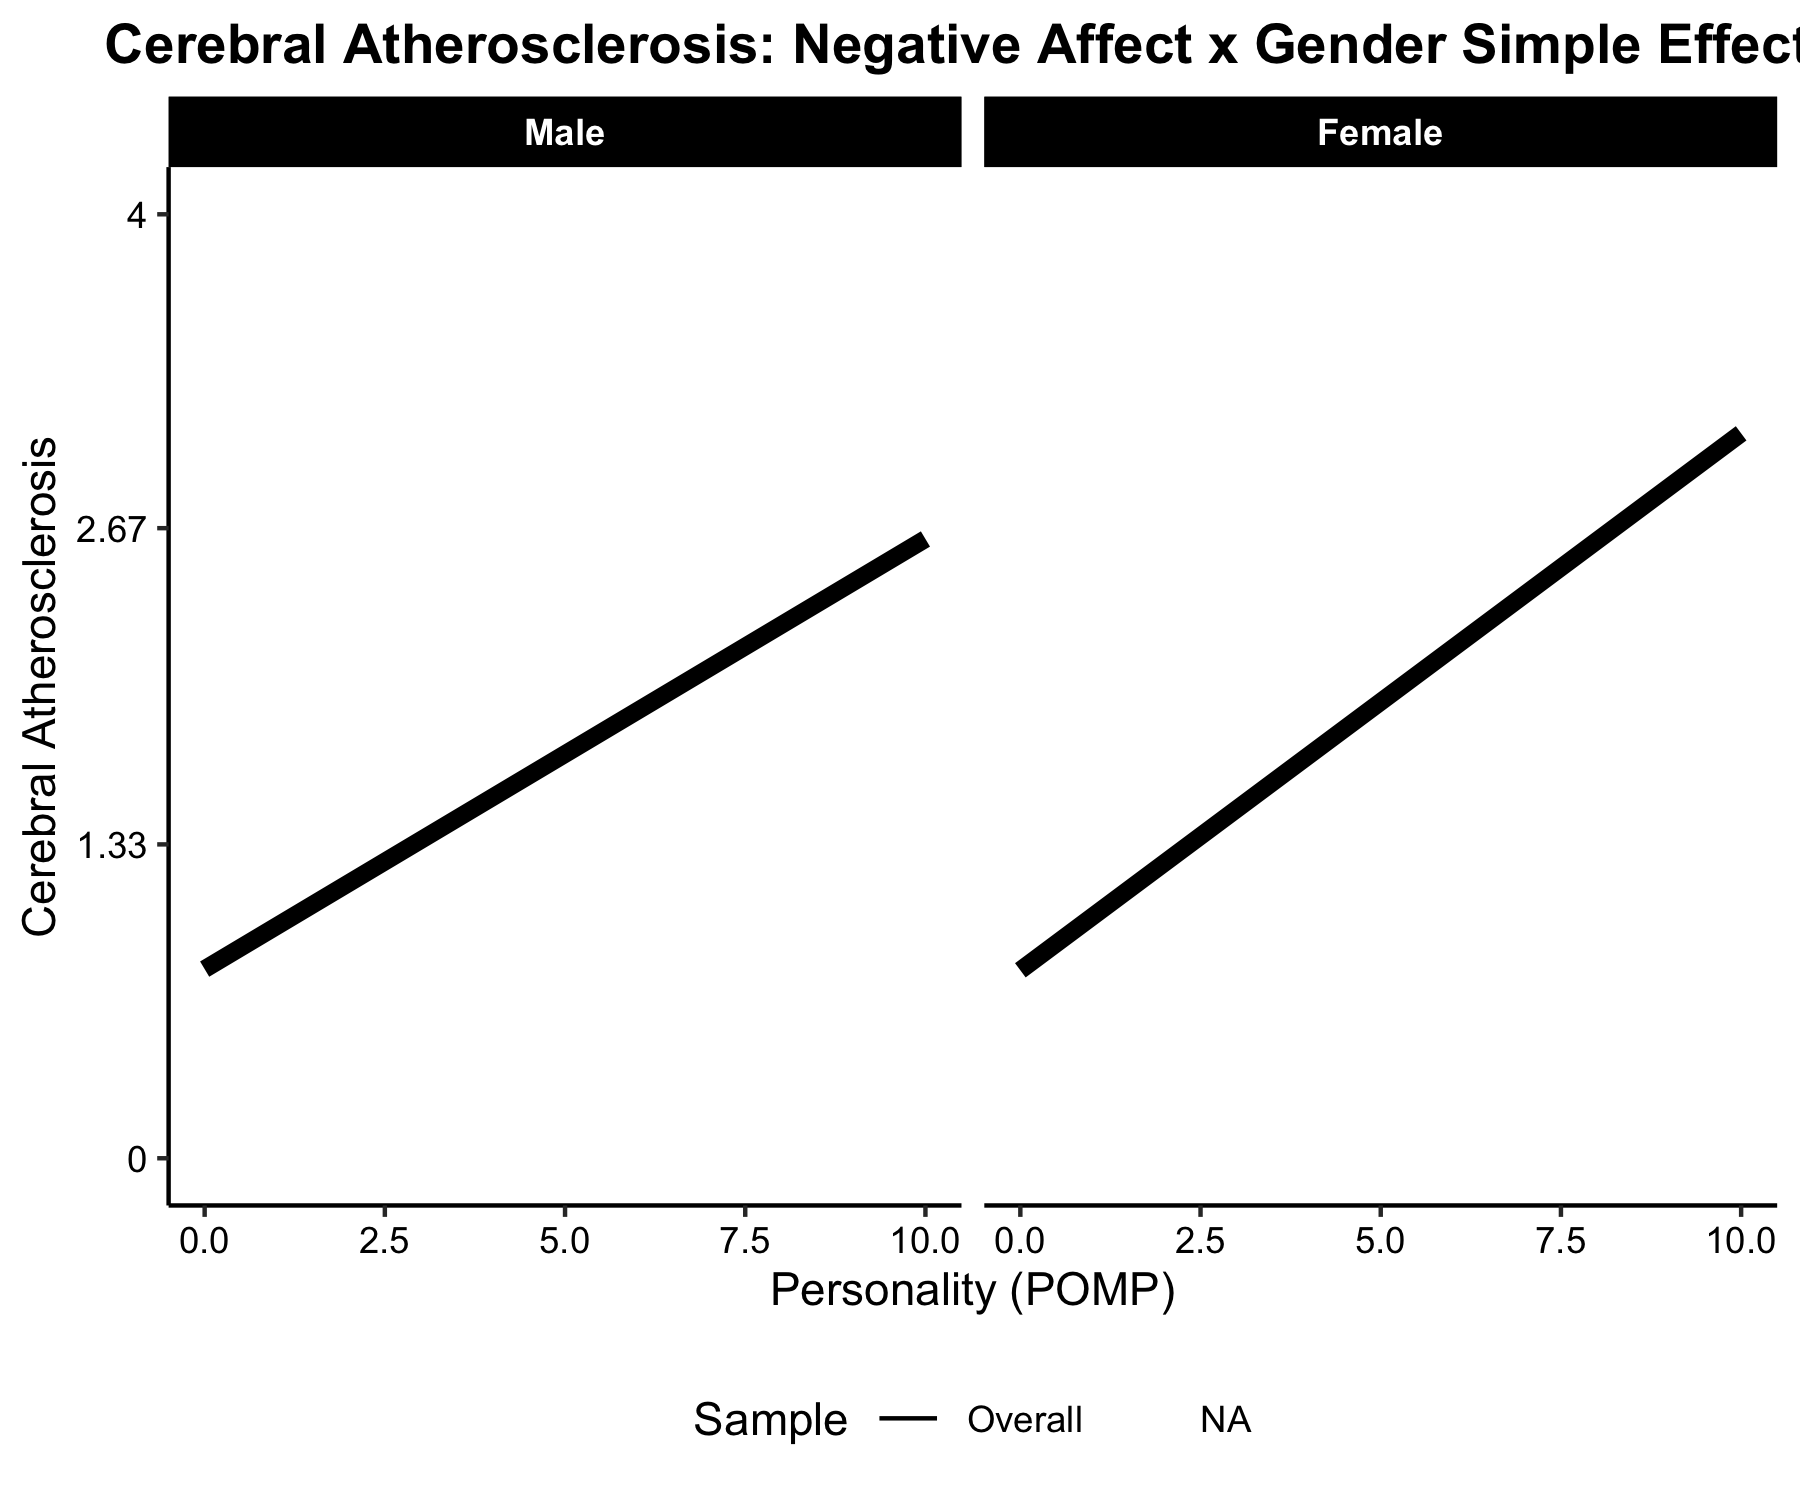 Cerebral Atherosclerosis: Negative Affect x Gender Simple Effect
Male
Female
Cerebral Atherosclerosis
4
2.67
1.33
0
0.0 2.5 5.0 7.5 10.0
0.0 2.5 5.0 7.5 10.0
Personality (POMP)
Sample Overall NA